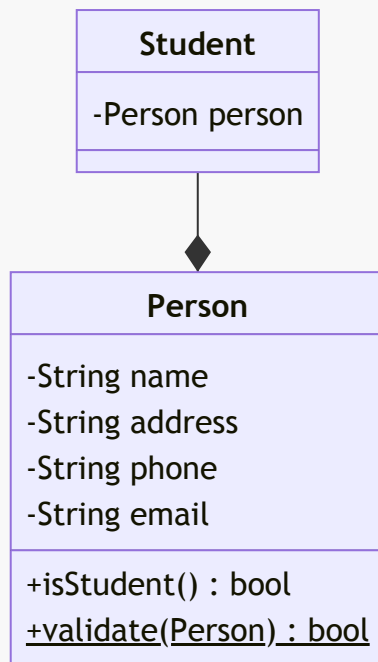 Student
-Person person
Person
-String name
-String address
-String phone
-String email
+isStudent() : bool
+validate(Person) : bool